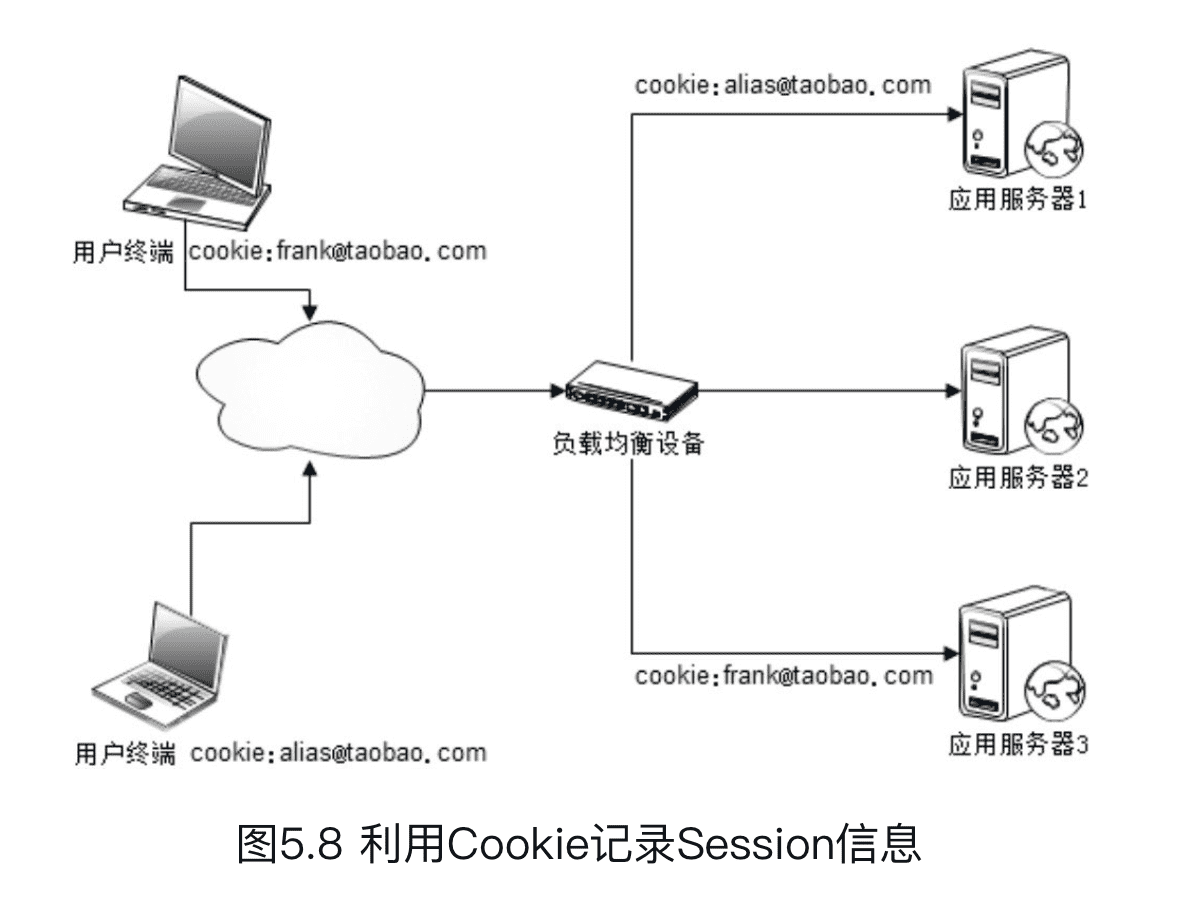 cookie:alias@taobao.com
应用服务器1
用户终端 cookie:frank@taobao.com
负载均衡设备
应用服务器2
cookie:frank@taobao.com
应用服务器3
用户终端 cookie:alias@taobao.com
图5.8 利用Cookie记录Session信息